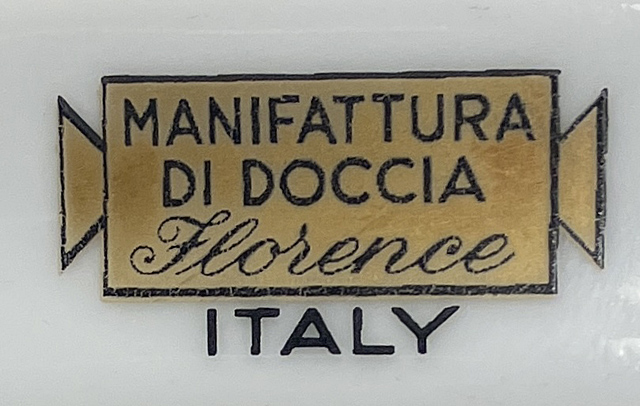 MANIFATTURA
DI DOCCIA
Florence
ITALY